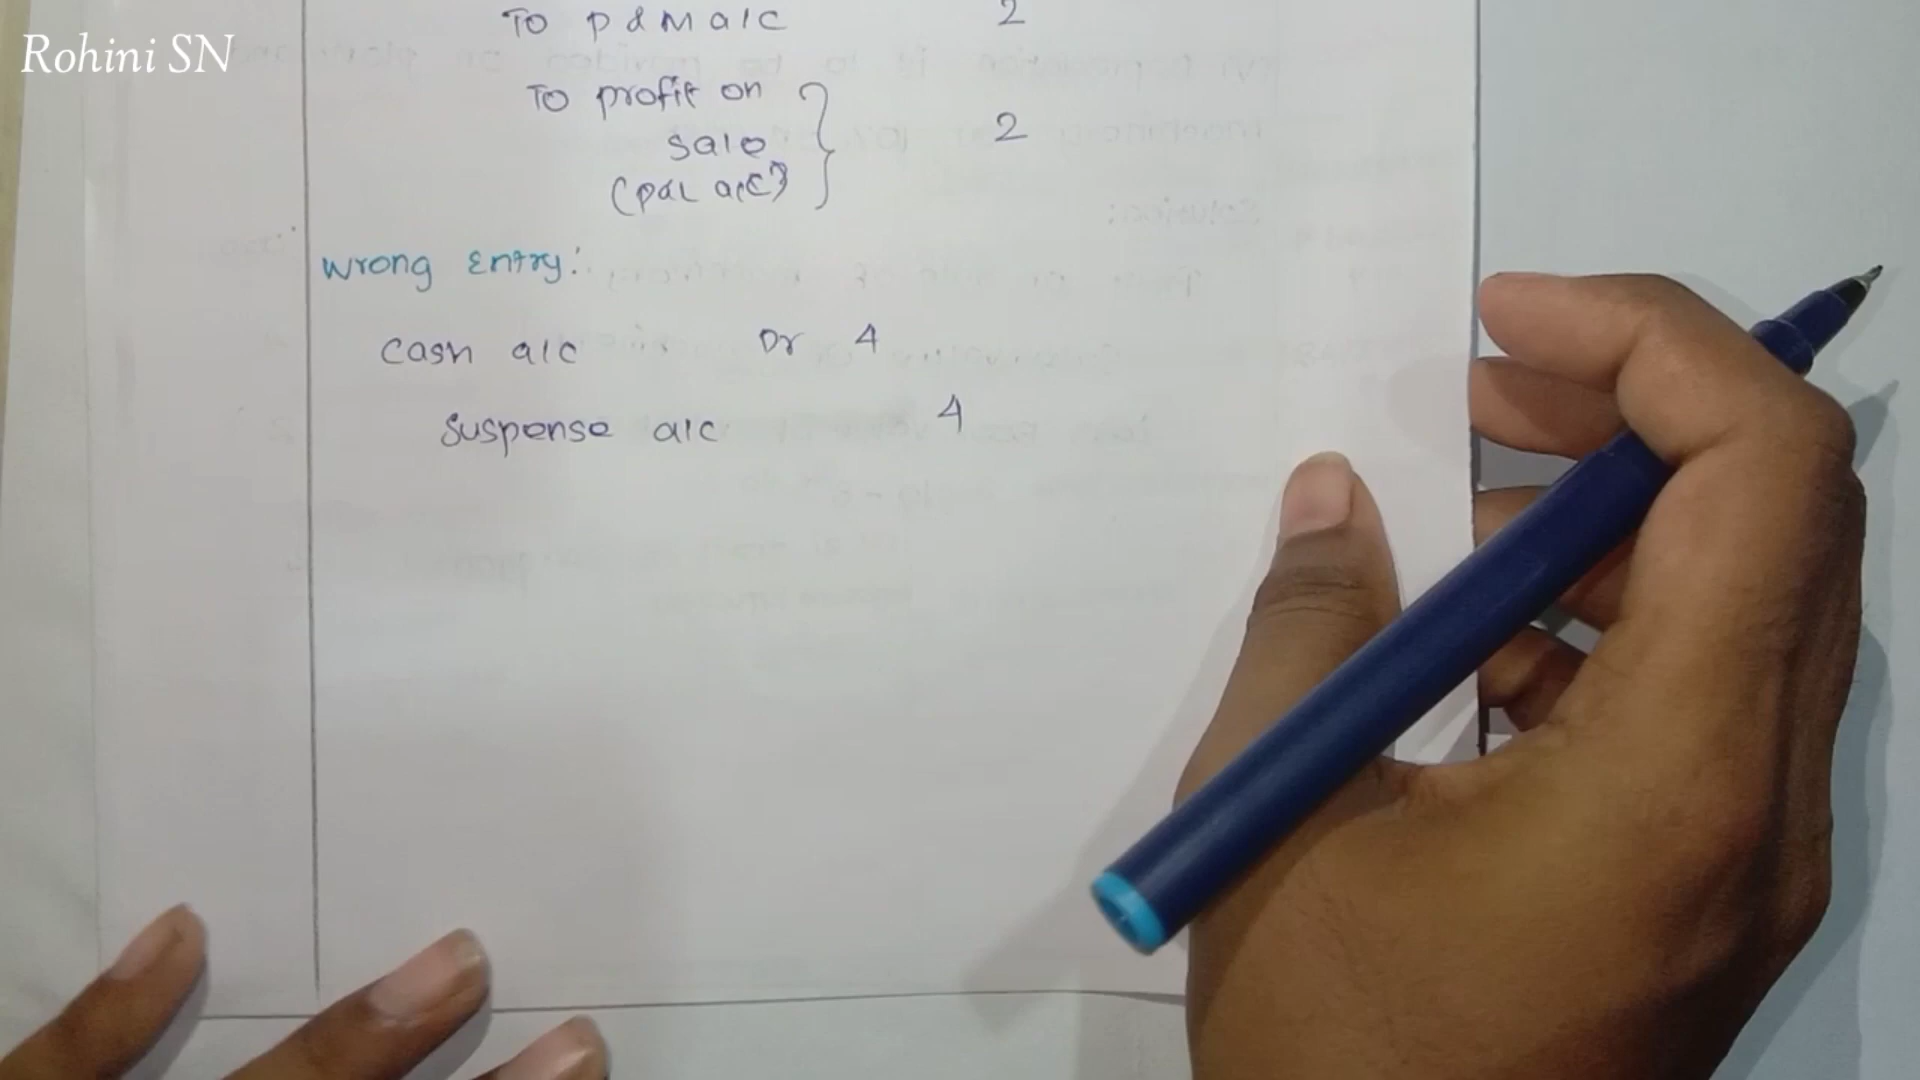 Rohini SN
To P & M a/c 2
To profit on
sale 2
(P&L a/c)
Wrong Entry:
Cash a/c Dr 4
Suspense a/c 4